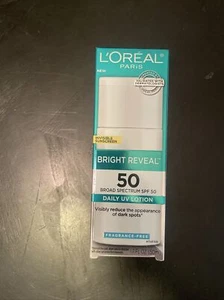 L'ORÉAL
PARIS
NEW
INVISIBLE
SUNSCREEN
BRIGHT REVEAL
50
BROAD SPECTRUM SPF 50
DAILY UV LOTION
Visibly reduce the appearance
of dark spots
FRAGRANCE-FREE